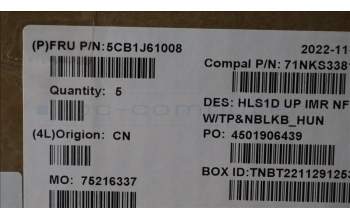 (P)FRU P/N:5CB1J61008
2022-11
Compal P/N:71NKS338
Quantity: 5
DES: HLS1D UP IMR NF
W/TP&NBLKB_HUN
(4L)Origion: CN
PO: 4501906439
MO: 75216337
BOX ID:TNBT2211291253